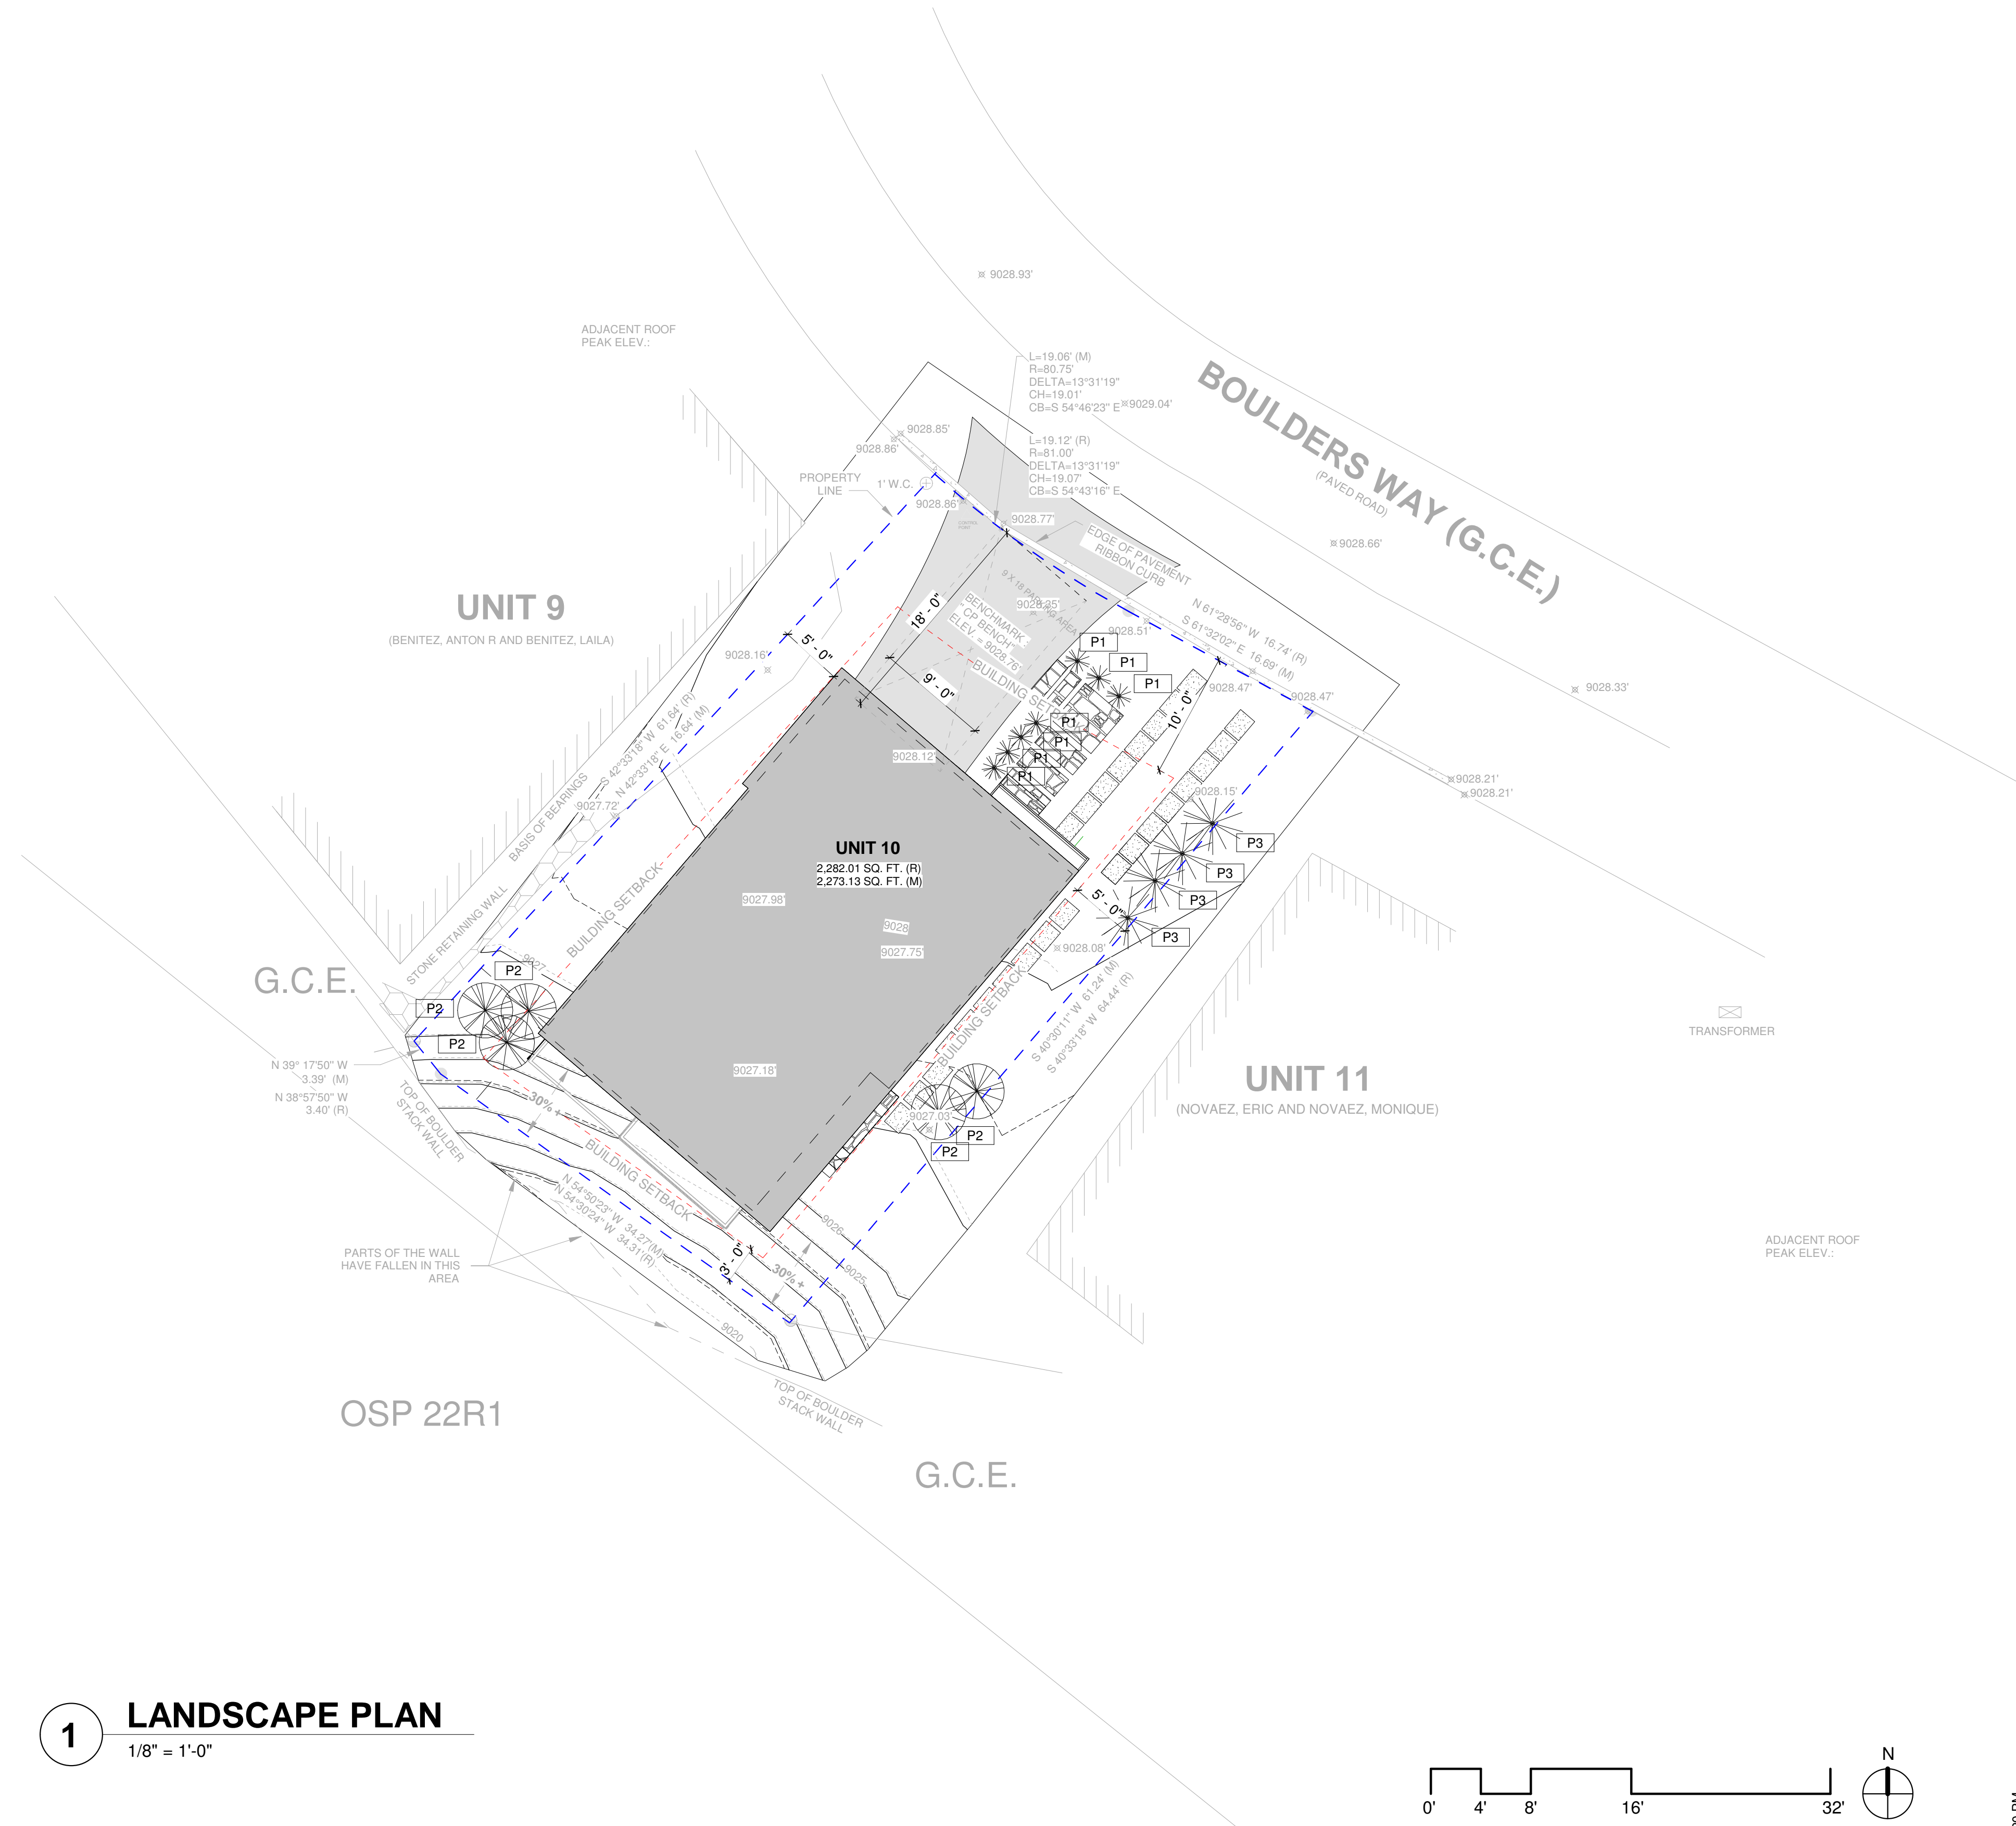 9028.93'
ADJACENT ROOF
PEAK ELEV.:
L=19.06' (M)
R=80.75'
DELTA=13°31'19"
CH=19.01'
CB=S 54°46'23" E
9029.04'
BOULDERS WAY (G.C.E.)
(PAVED ROAD)
9028.85'
9028.86'
L=19.12' (R)
R=81.00'
DELTA=13°31'19"
CH=19.07'
CB=S 54°43'16" E
PROPERTY
LINE
1' W.C.
9028.86'
9028.77'
EDGE OF PAVEMENT
RIBBON CURB
9028.66'
9 X 18 PARKING AREA
9028.25'
BENCHMARK -
"CP BENCH"
ELEV. = 9028.76'
18' - 0"
N 61°28'56" W 16.74' (R)
S 61°32'02" E 16.69' (M)
UNIT 9
(BENITEZ, ANTON R AND BENITEZ, LAILA)
5' - 0"
9028.16'
9028.51'
P1
P1
P1
9' - 0"
BUILDING SETBACK
9028.47'
9028.47'
9028.33'
10' - 0"
P1
P1
P1
P1
9028.12'
S 42°33'18" W 61.64' (R)
N 42°33'18" E 16.64' (M)
BASIS OF BEARINGS
9027.72'
9028.15'
9028.21'
9028.21'
UNIT 10
2,282.01 SQ. FT. (R)
2,273.13 SQ. FT. (M)
P3
P3
P3
P3
5' - 0"
9027.98'
9028
9027.75'
9028.08'
STONE RETAINING WALL
BUILDING SETBACK
9027
P2
P2
P2
G.C.E.
S 40°30'11" W 61.24' (M)
S 40°33'18" W 64.44' (R)
BUILDING SETBACK
TRANSFORMER
N 39° 17'50" W
3.39' (M)
N 38°57'50" W
3.40' (R)
TOP OF BOULDER
STACK WALL
30% +
9027.18'
9027.03'
P2
P2
UNIT 11
(NOVAEZ, ERIC AND NOVAEZ, MONIQUE)
BUILDING SETBACK
N 54°50'23" W 34.27'(M)
N 54°30'24" W 34.31'(R)
9026
9025
3' - 0"
30% +
PARTS OF THE WALL
HAVE FALLEN IN THIS
AREA
ADJACENT ROOF
PEAK ELEV.:
9020
TOP OF BOULDER
STACK WALL
OSP 22R1
G.C.E.
1
LANDSCAPE PLAN
1/8" = 1'-0"
0' 4' 8' 16' 32'
N